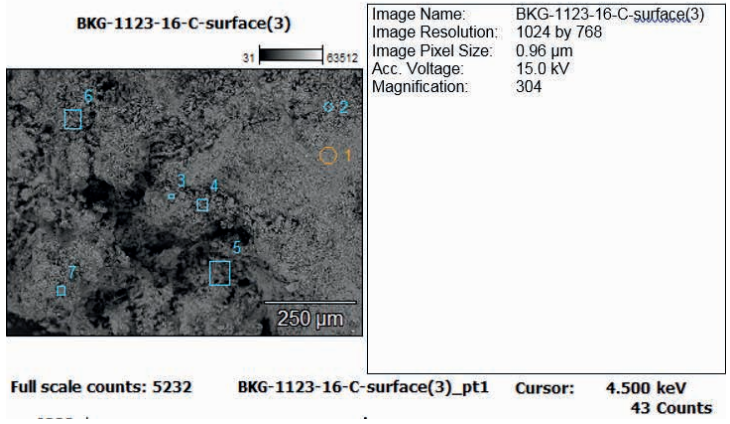 BKG-1123-16-C-surface(3)
31 63512
6
2
1
3
4
5
7
250 µm
Image Name: BKG-1123-16-C-surface(3)
Image Resolution: 1024 by 768
Image Pixel Size: 0.96 µm
Acc. Voltage: 15.0 kV
Magnification: 304
Full scale counts: 5232 BKG-1123-16-C-surface(3)_pt1 Cursor: 4.500 keV
43 Counts